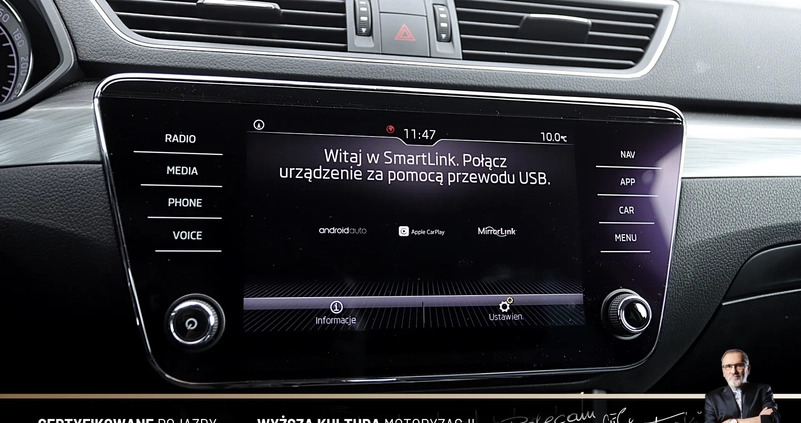 RADIO
MEDIA
PHONE
VOICE
11:47
10.0°C
Witaj w SmartLink. Połącz
urządzenie za pomocą przewodu USB.
androidauto
Apple CarPlay
MirrorLink
Informacje
Ustawien.
NAV
APP
CAR
MENU
CERTYFIKOWANE POJAZDY
WYŻSZA KULTURA MOTORYZACJI
Polecam